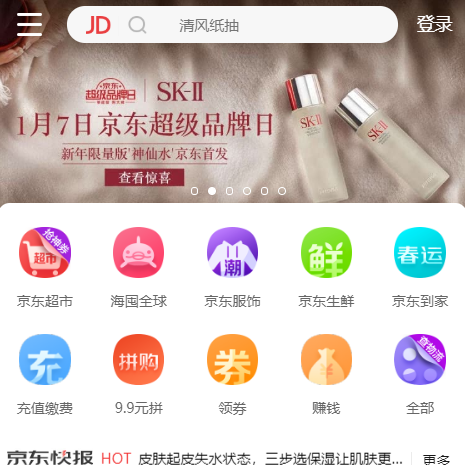 JD 清风纸抽 登录
京东
超级品牌日 SK-II
1月7日京东超级品牌日
新年限量版'神仙水'京东首发
查看惊喜
SK-II
SK-II
抢神券
超市
潮
鲜
春运
京东超市 海囤全球 京东服饰 京东生鲜 京东到家
充
拼购
券
查物流
充值缴费 9.9元拼 领券 赚钱 全部
京东快报 HOT 皮肤起皮失水状态，三步选保湿让肌肤更... 更多